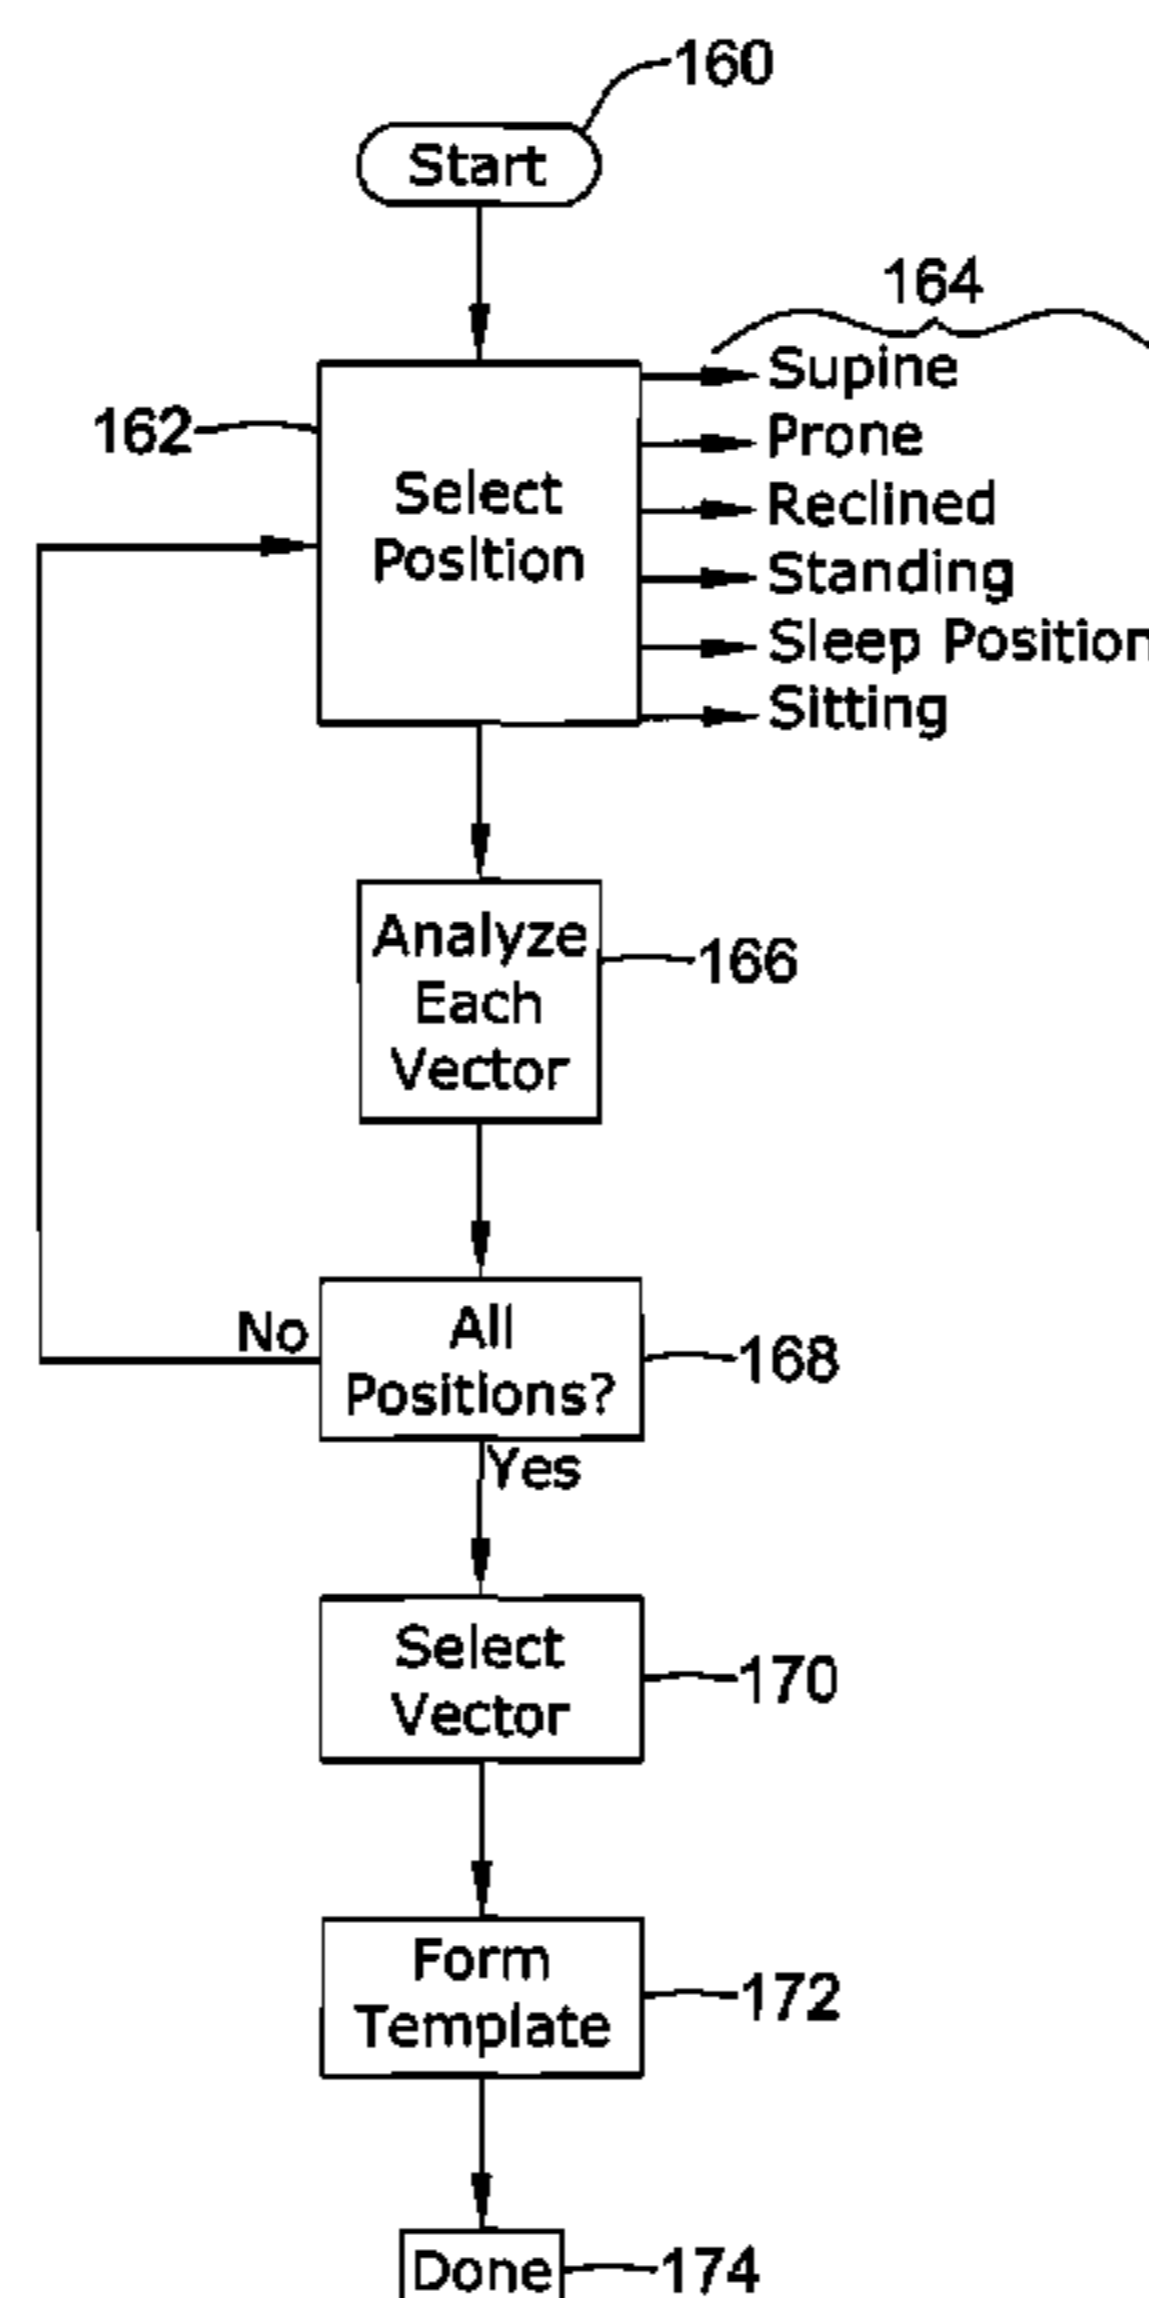 160
Start
164
Supine
162
Prone
Select
Position
Reclined
Standing
Sleep Position
Sitting
Analyze
Each
Vector
166
No
All
Positions?
168
Yes
Select
Vector
170
Form
Template
172
Done
174